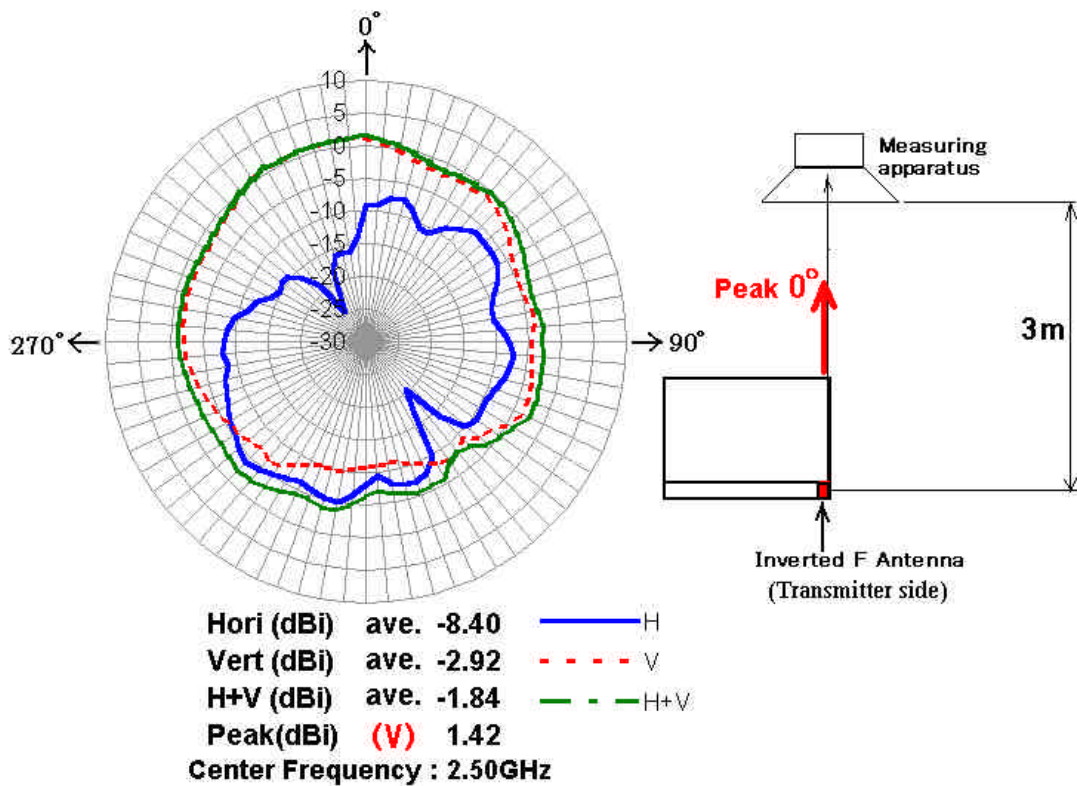 0°
10
5
0
-5
-10
-15
-20
-25
-30
270°
90°
Measuring
apparatus
Peak 0°
3m
Inverted F Antenna
(Transmitter side)
Hori (dBi) ave. -8.40 H
Vert (dBi) ave. -2.92 V
H+V (dBi) ave. -1.84 H+V
Peak(dBi) (V) 1.42
Center Frequency : 2.50GHz